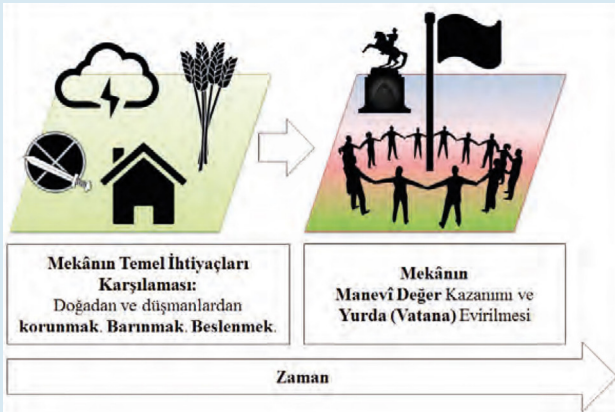 Mekânın Temel İhtiyaçları
Karşılaması:
Doğadan ve düşmanlardan
korunmak, Barınmak, Beslenmek.
Mekânın
Manevî Değer Kazanımı ve
Yurda (Vatana) Evirilmesi
Zaman